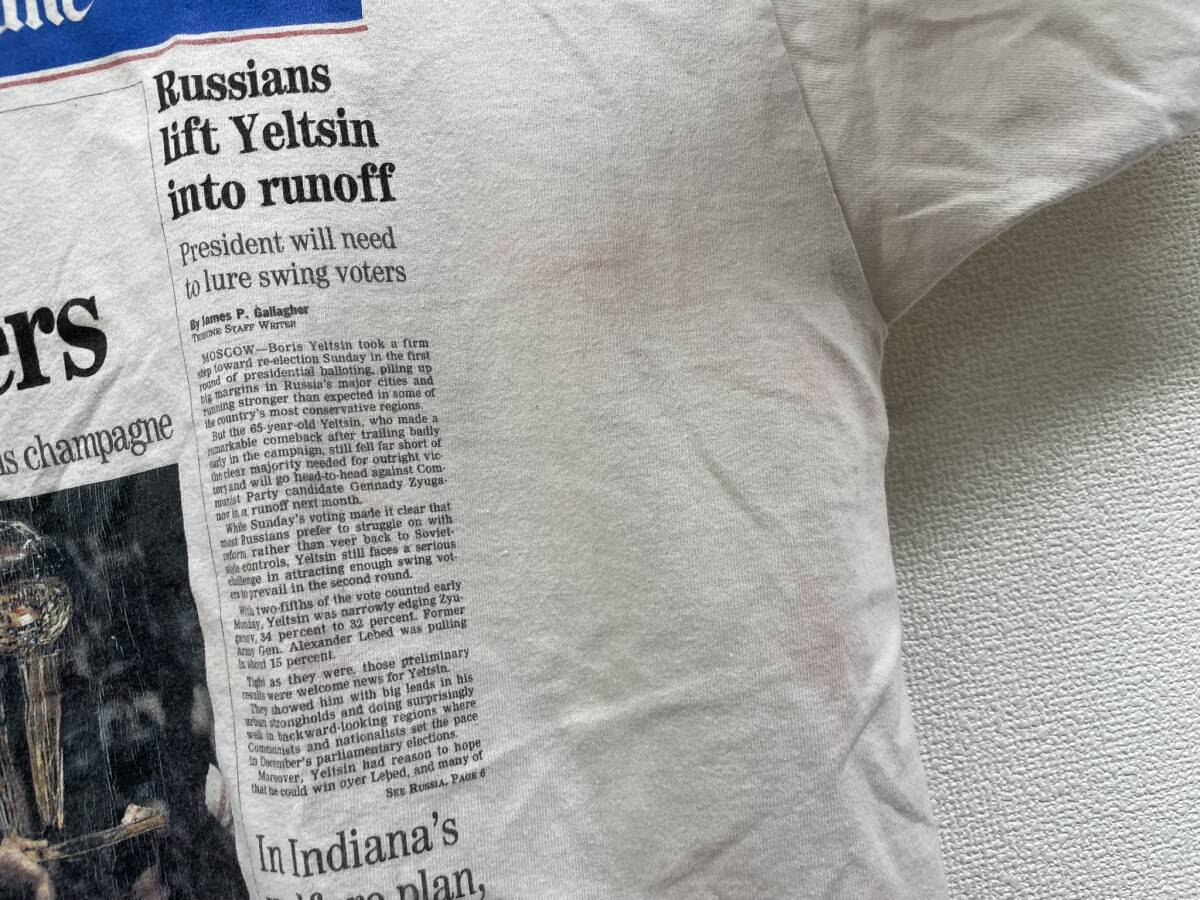 Russians
lift Yeltsin
into runoff
President will need
to lure swing voters
By James P. Gallagher
TRIBUNE STAFF WRITER
MOSCOW—Boris Yeltsin took a firm
step toward re-election Sunday in the first
round of presidential balloting, piling up
big margins in Russia's major cities and
running stronger than expected in some of
the country's most conservative regions.
But the 65-year-old Yeltsin, who made a
remarkable comeback after trailing badly
early in the campaign, still fell far short of
the clear majority needed for outright vic-
tory and will go head-to-head against Com-
munist Party candidate Gennady Zyuga-
nov in a runoff next month.
While Sunday's voting made it clear that
most Russians prefer to struggle on with
reform rather than veer back to Soviet-
style controls, Yeltsin still faces a serious
challenge in attracting enough swing vot-
ers to prevail in the second round.
With two-fifths of the vote counted early
Monday, Yeltsin was narrowly edging Zyu-
ganov, 34 percent to 32 percent. Former
Army Gen. Alexander Lebed was pulling
in about 15 percent.
Tight as they were, those preliminary
results were welcome news for Yeltsin.
They showed him with big leads in his
urban strongholds and doing surprisingly
well in backward-looking regions where
Communists and nationalists set the pace
in December's parliamentary elections.
Moreover, Yeltsin had reason to hope
that he could win over Lebed, and many of
SEE RUSSIA, PAGE 6
ers
champagne
In Indiana's
plan,